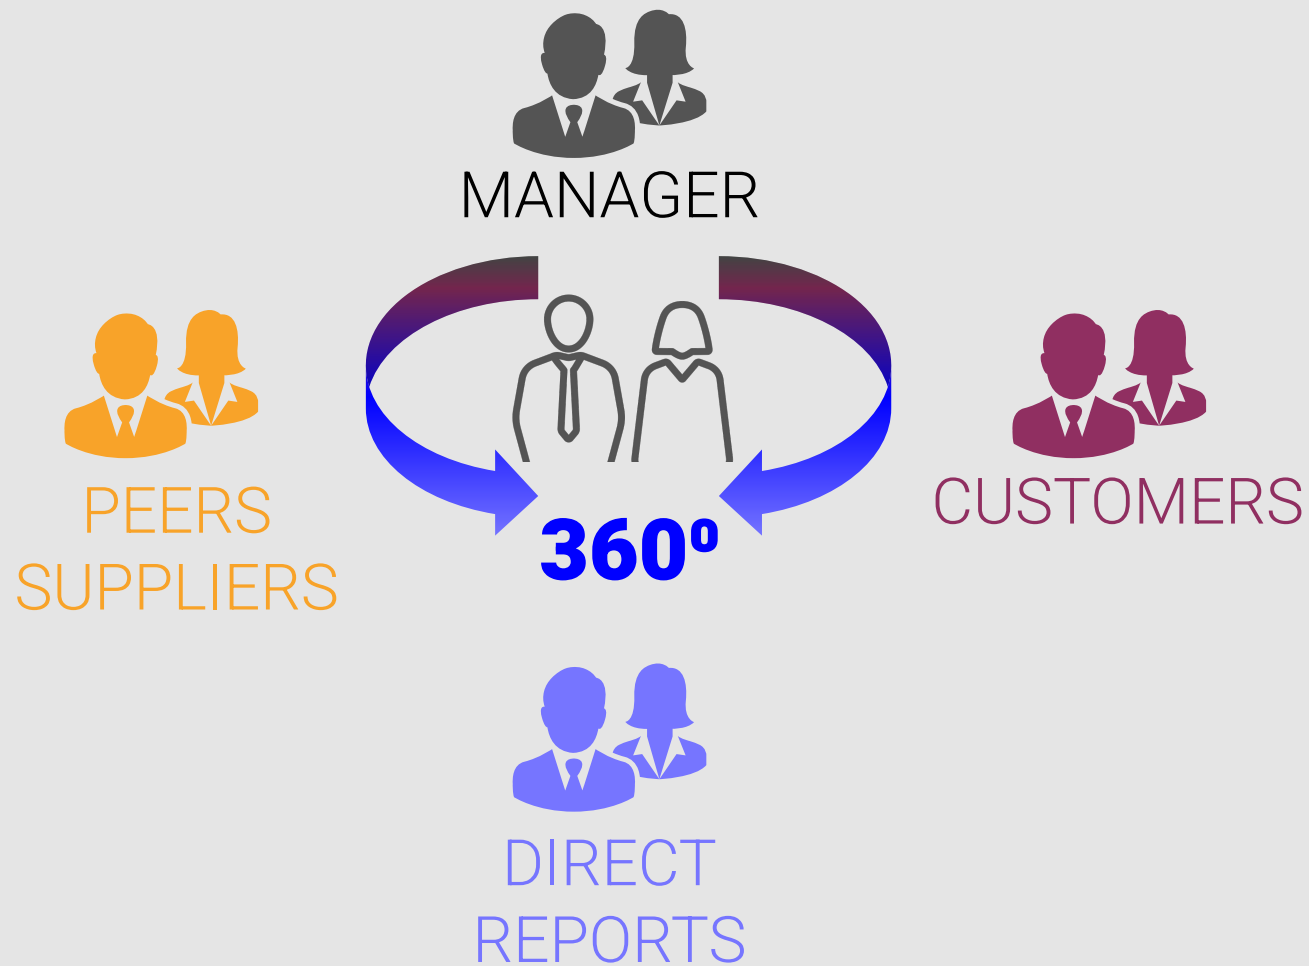 MANAGER
PEERS
SUPPLIERS
CUSTOMERS
360º
DIRECT
REPORTS